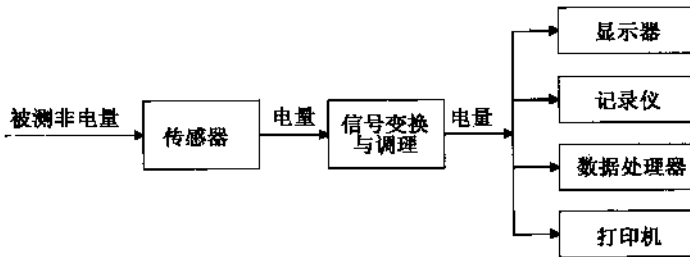 显示器
记录仪
被测非电量
传感器
电量
信号变换
与调理
电量
数据处理器
打印机